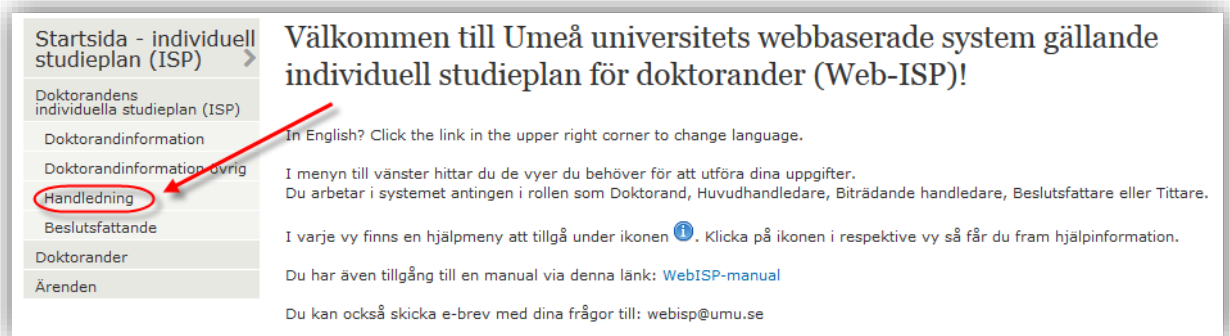 Startsida - individuell
studieplan (ISP)
Doktorandens
individuella studieplan (ISP)
Doktorandinformation
Doktorandinformation övrig
Handledning
Beslutsfattande
Doktorander
Ärenden
Välkommen till Umeå universitets webbaserade system gällande
individuell studieplan för doktorander (Web-ISP)!
In English? Click the link in the upper right corner to change language.
I menyn till vänster hittar du de vyer du behöver för att utföra dina uppgifter.
Du arbetar i systemet antingen i rollen som Doktorand, Huvudhandledare, Biträdande handledare, Beslutsfattare eller Tittare.
I varje vy finns en hjälpmeny att tillgå under ikonen i. Klicka på ikonen i respektive vy så får du fram hjälpinformation.
Du har även tillgång till en manual via denna länk: WebISP-manual
Du kan också skicka e-brev med dina frågor till: webisp@umu.se